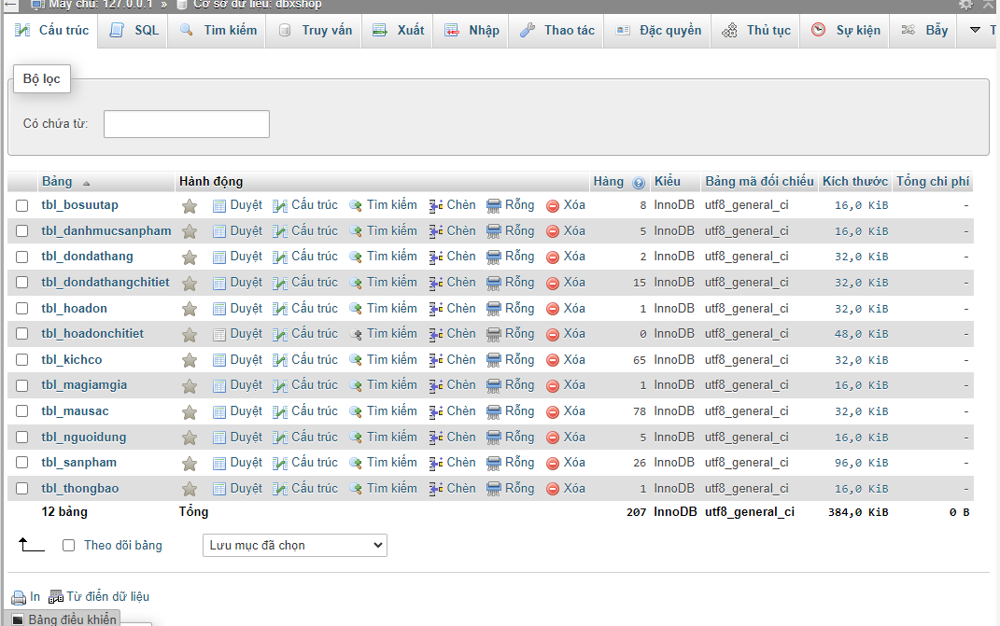 Máy chủ: 127.0.0.1 » Cơ sở dữ liệu: dbxshop
Cấu trúc SQL Tìm kiếm Truy vấn Xuất Nhập Thao tác Đặc quyền Thủ tục Sự kiện Bẫy
Bộ lọc
Có chứa từ:
Bảng Hành động Hàng Kiểu Bảng mã đối chiếu Kích thước Tổng chi phí
tbl_bosuutap Duyệt Cấu trúc Tìm kiếm Chèn Rỗng Xóa 8 InnoDB utf8_general_ci 16,0 KiB -
tbl_danhmucsanpham Duyệt Cấu trúc Tìm kiếm Chèn Rỗng Xóa 5 InnoDB utf8_general_ci 16,0 KiB -
tbl_dondathang Duyệt Cấu trúc Tìm kiếm Chèn Rỗng Xóa 2 InnoDB utf8_general_ci 32,0 KiB -
tbl_dondathangchitiet Duyệt Cấu trúc Tìm kiếm Chèn Rỗng Xóa 15 InnoDB utf8_general_ci 32,0 KiB -
tbl_hoadon Duyệt Cấu trúc Tìm kiếm Chèn Rỗng Xóa 1 InnoDB utf8_general_ci 32,0 KiB -
tbl_hoadonchitiet Duyệt Cấu trúc Tìm kiếm Chèn Rỗng Xóa 0 InnoDB utf8_general_ci 48,0 KiB -
tbl_kichco Duyệt Cấu trúc Tìm kiếm Chèn Rỗng Xóa 65 InnoDB utf8_general_ci 32,0 KiB -
tbl_magiamgia Duyệt Cấu trúc Tìm kiếm Chèn Rỗng Xóa 1 InnoDB utf8_general_ci 16,0 KiB -
tbl_mausac Duyệt Cấu trúc Tìm kiếm Chèn Rỗng Xóa 78 InnoDB utf8_general_ci 32,0 KiB -
tbl_nguoidung Duyệt Cấu trúc Tìm kiếm Chèn Rỗng Xóa 5 InnoDB utf8_general_ci 16,0 KiB -
tbl_sanpham Duyệt Cấu trúc Tìm kiếm Chèn Rỗng Xóa 26 InnoDB utf8_general_ci 96,0 KiB -
tbl_thongbao Duyệt Cấu trúc Tìm kiếm Chèn Rỗng Xóa 1 InnoDB utf8_general_ci 16,0 KiB -
12 bảng Tổng 207 InnoDB utf8_general_ci 384,0 KiB 0 B
Theo dõi bảng Lưu mục đã chọn
In Từ điển dữ liệu
Bảng điều khiển